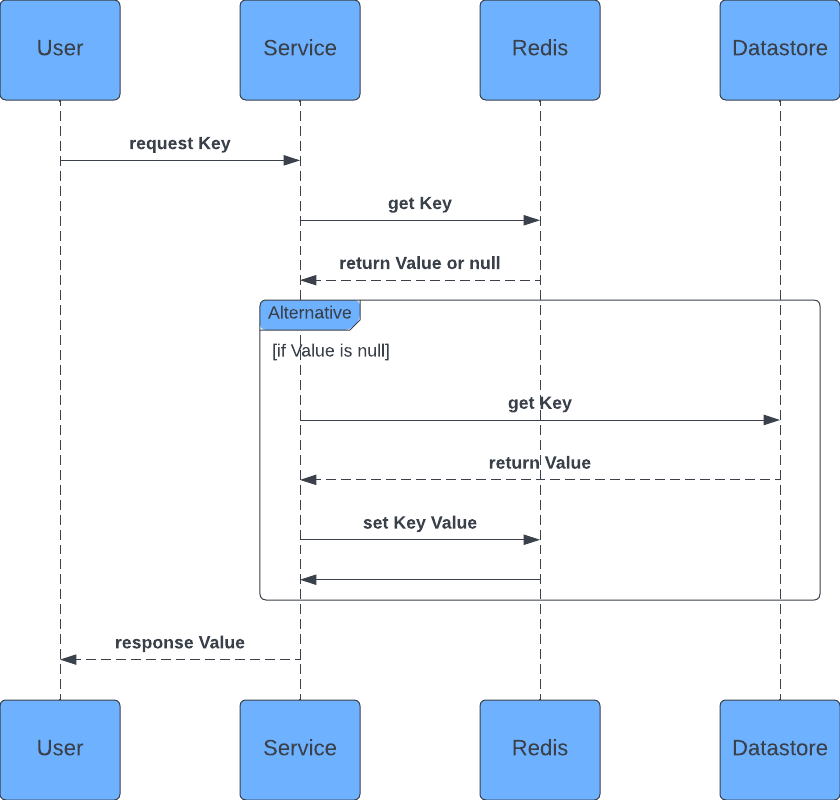 User
Service
Redis
Datastore
request Key
get Key
return Value or null
Alternative
[if Value is null]
get Key
return Value
set Key Value
response Value
User
Service
Redis
Datastore